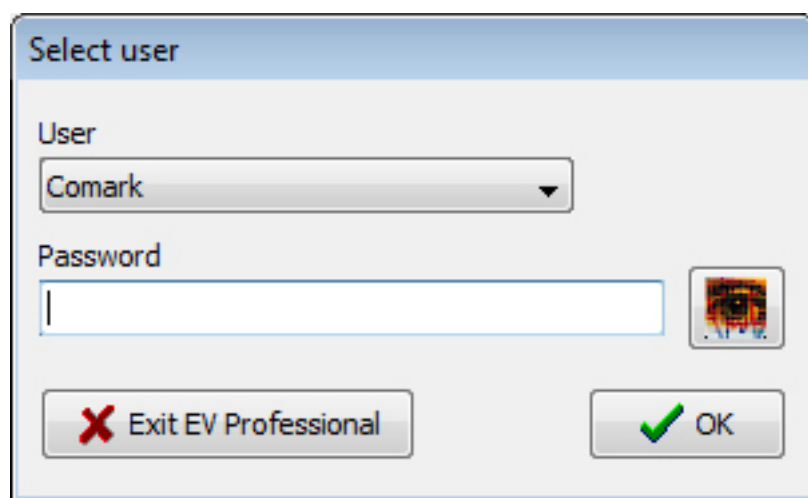 Select user
User
Comark
Password
Exit EV Professional
OK